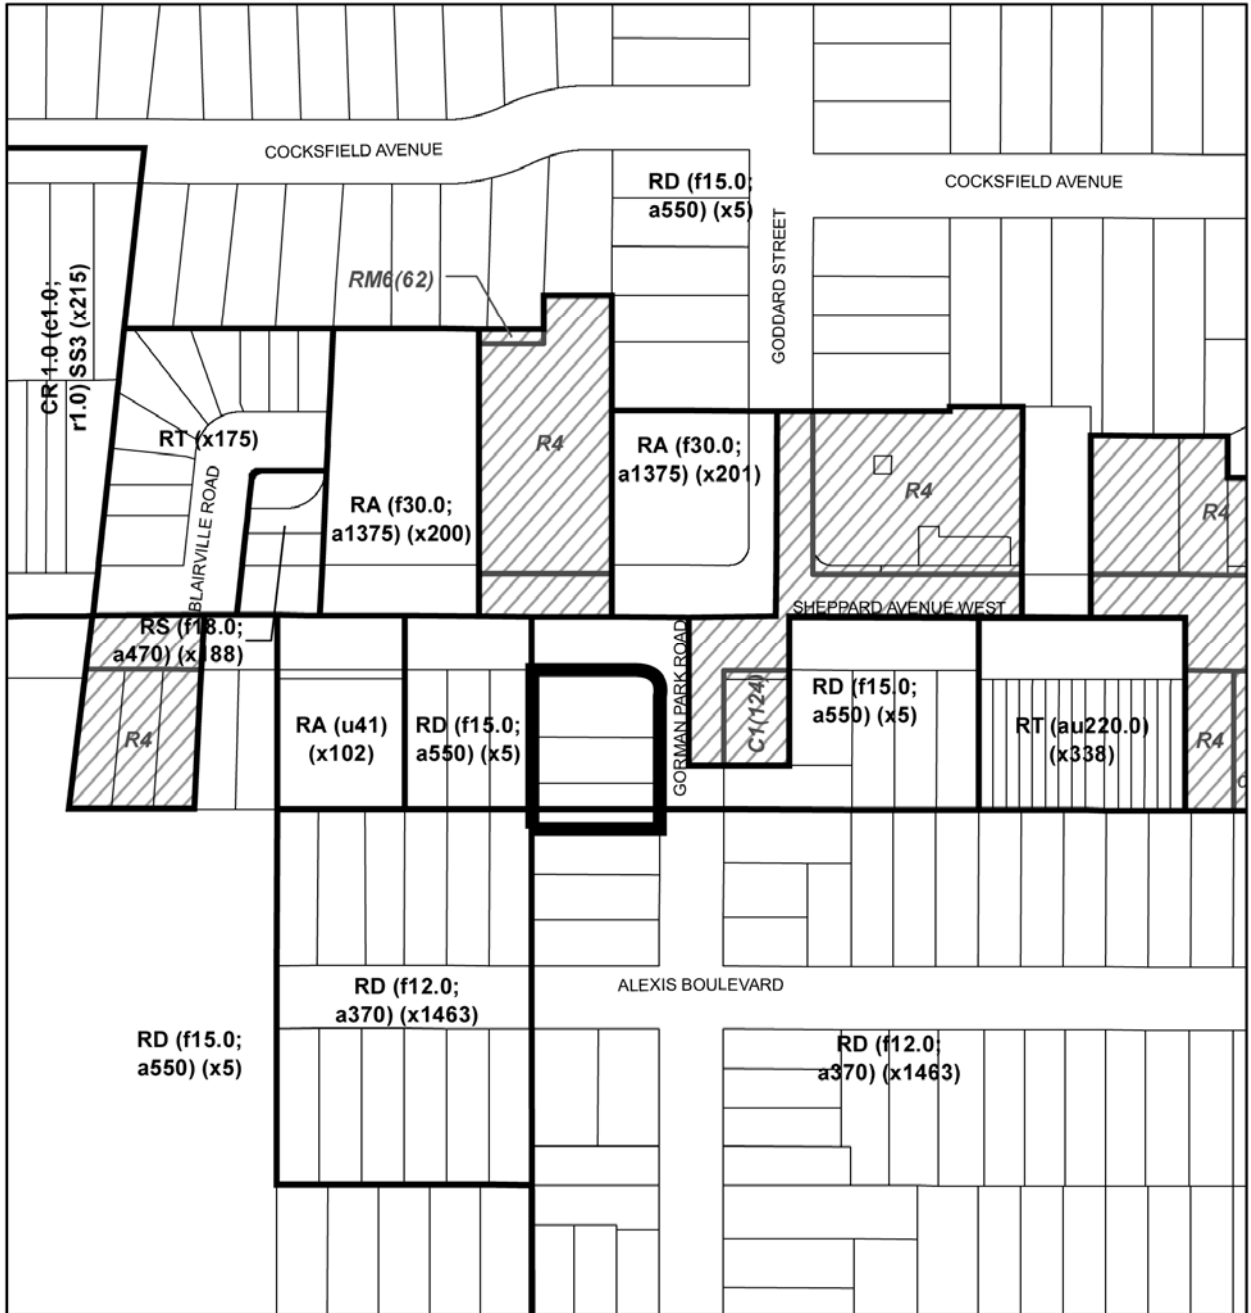 COCKSFIELD AVENUE
RD (f15.0;
a550) (x5)
COCKSFIELD AVENUE
GODDARD STREET
RM6(62)
CR 1.0 (c1.0;
r1.0) SS3 (x215)
RT (x175)
R4
RA (f30.0;
a1375) (x201)
R4
R4
RA (f30.0;
a1375) (x200)
BLAIRVILLE ROAD
SHEPPARD AVENUE WEST
RS (f18.0;
a470) (x188)
GORMAN PARK ROAD
R4
RA (u41)
(x102)
RD (f15.0;
a550) (x5)
C1(124)
RD (f15.0;
a550) (x5)
RT (au220.0)
(x338)
R4
ALEXIS BOULEVARD
RD (f12.0;
a370) (x1463)
RD (f15.0;
a550) (x5)
RD (f12.0;
a370) (x1463)